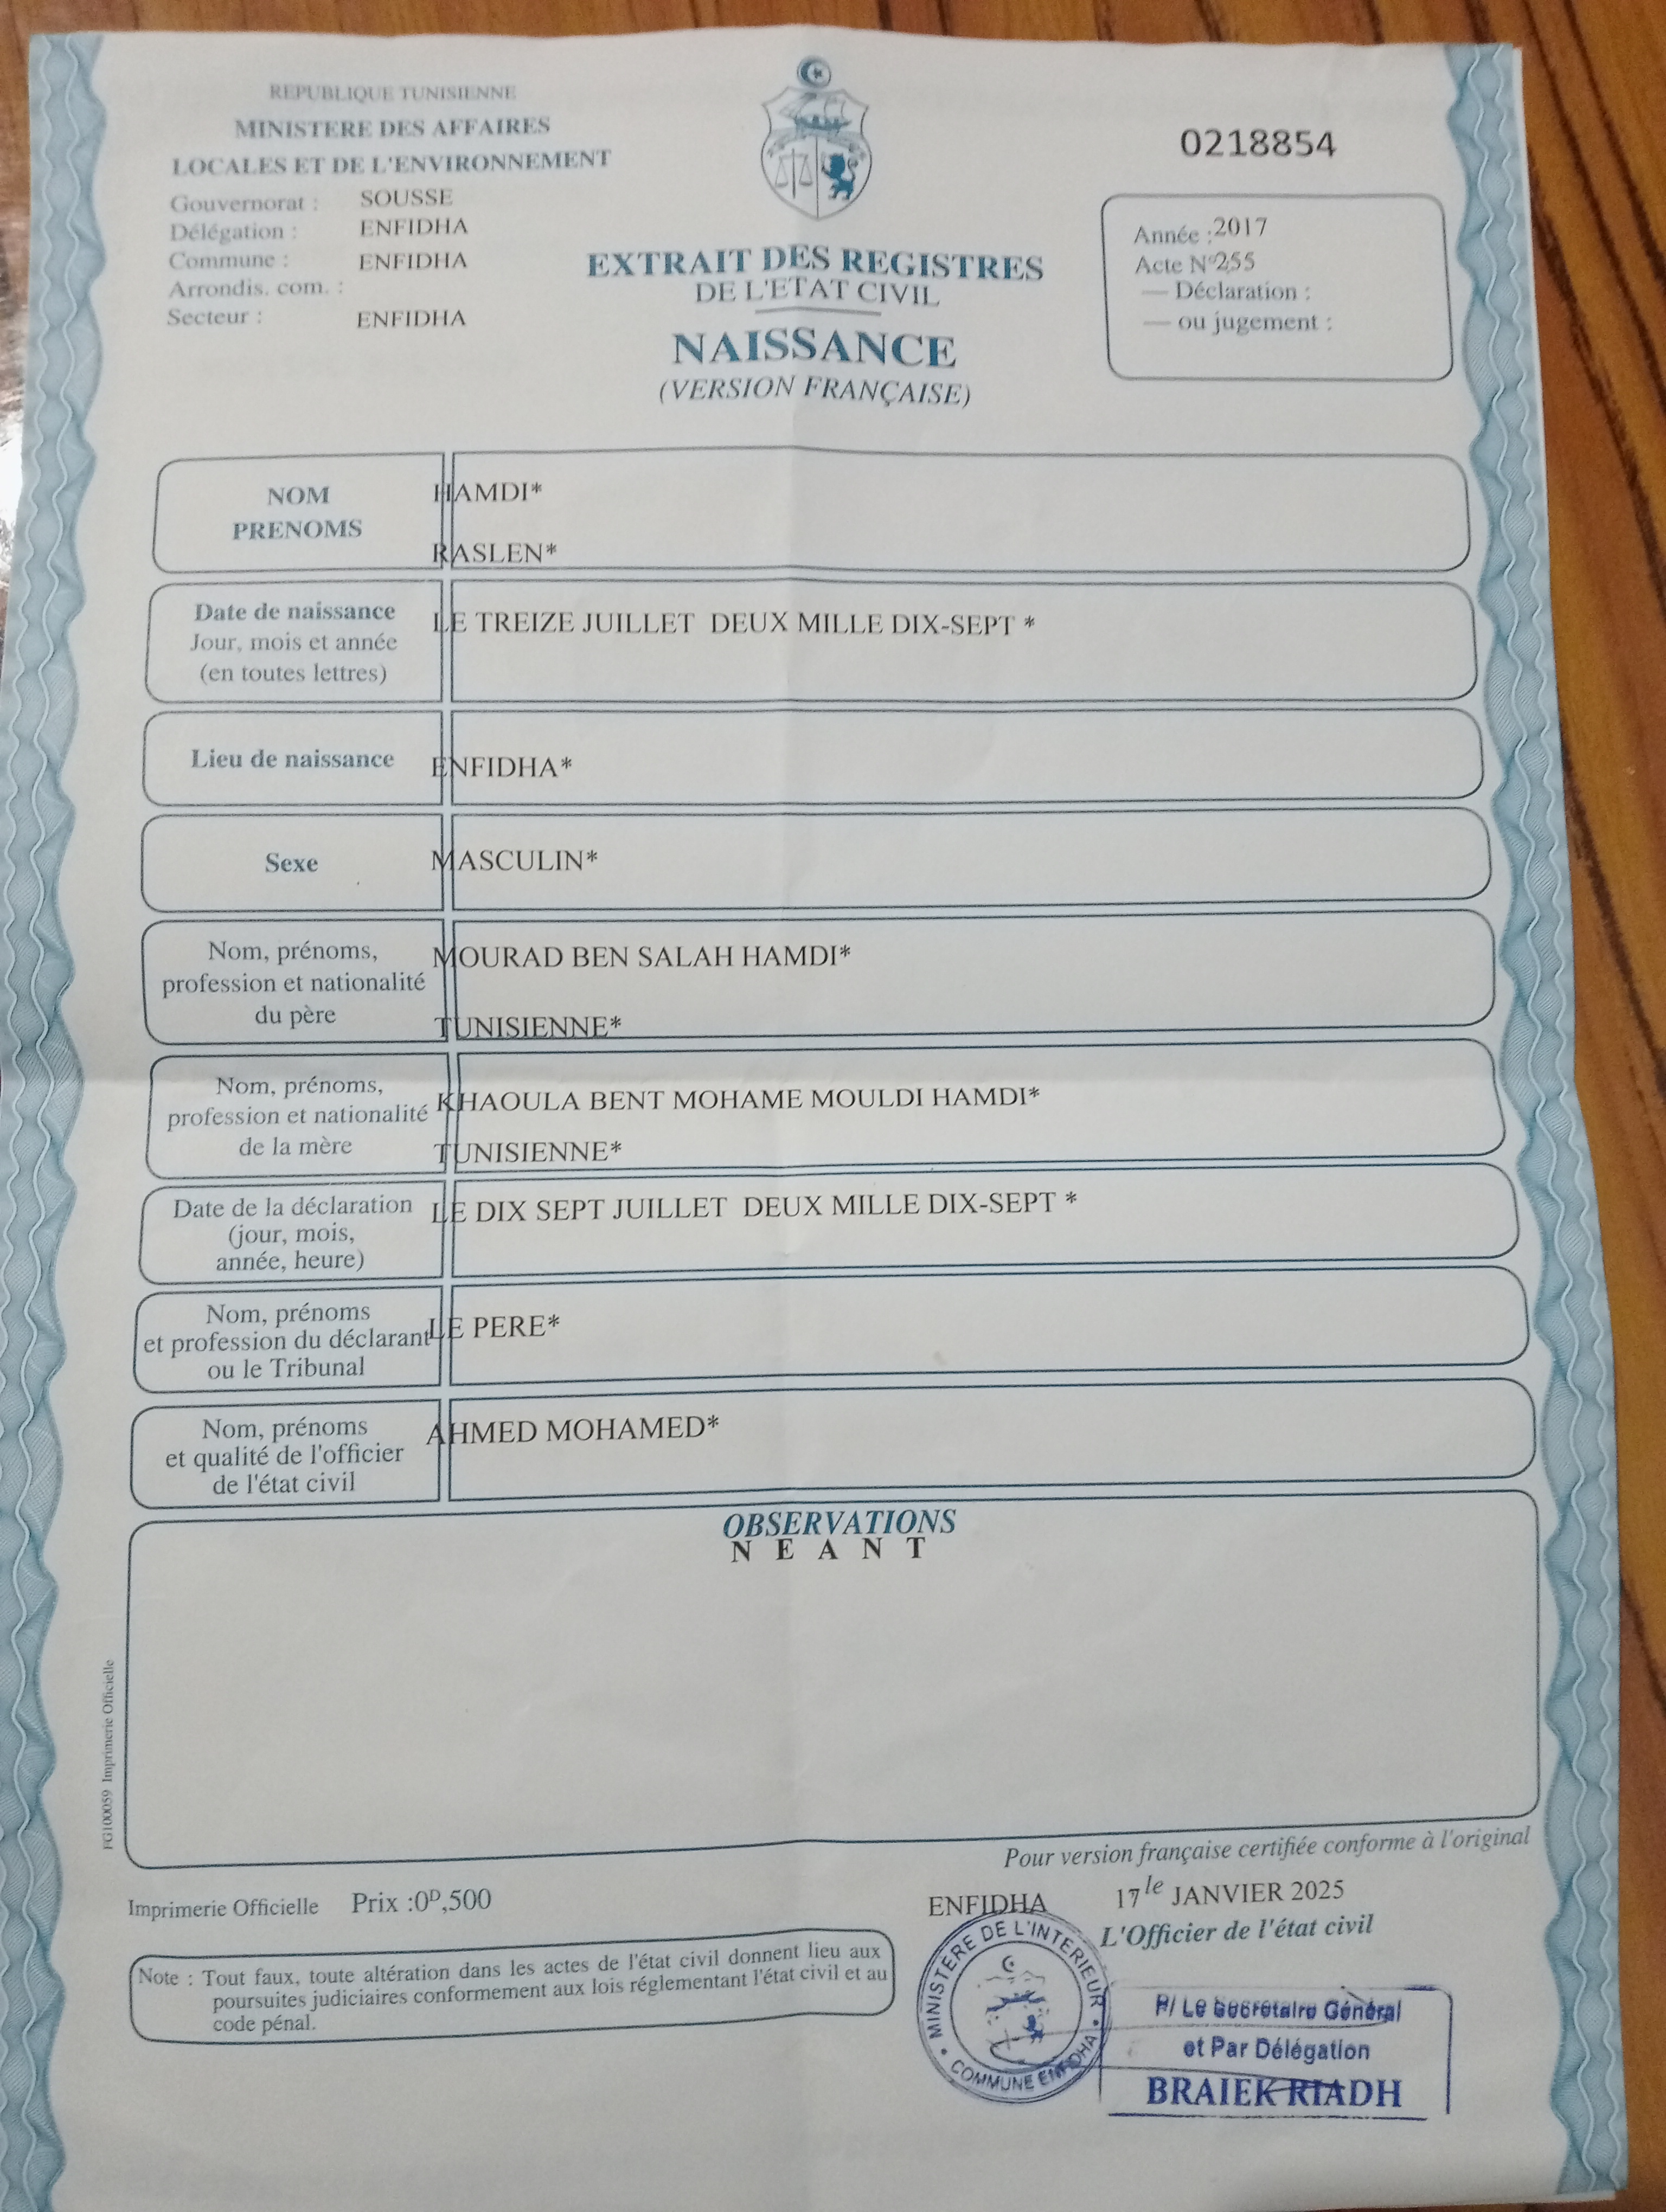 REPUBLIQUE TUNISIENNE
MINISTERE DES AFFAIRES
LOCALES ET DE L'ENVIRONNEMENT
Gouvernorat : SOUSSE
Délégation : ENFIDHA
Commune : ENFIDHA
Arrondis. com. :
Secteur : ENFIDHA
EXTRAIT DES REGISTRES
DE L'ETAT CIVIL
NAISSANCE
(VERSION FRANÇAISE)
0218854
Année : 2017
Acte N° 255
— Déclaration :
— ou jugement :
NOM
PRENOMS
HAMDI*
RASLEN*
Date de naissance
Jour, mois et année
(en toutes lettres)
LE TREIZE JUILLET DEUX MILLE DIX-SEPT *
Lieu de naissance
ENFIDHA*
Sexe
MASCULIN*
Nom, prénoms,
profession et nationalité
du père
MOURAD BEN SALAH HAMDI*
TUNISIENNE*
Nom, prénoms,
profession et nationalité
de la mère
KHAOULA BENT MOHAME MOULDI HAMDI*
TUNISIENNE*
Date de la déclaration
(jour, mois,
année, heure)
LE DIX SEPT JUILLET DEUX MILLE DIX-SEPT *
Nom, prénoms
et profession du déclarant
ou le Tribunal
LE PERE*
Nom, prénoms
et qualité de l'officier
de l'état civil
AHMED MOHAMED*
OBSERVATIONS
N E A N T
FG100059 Imprimerie Officielle
Pour version française certifiée conforme à l'original
Imprimerie Officielle Prix :0ᴰ,500
ENFIDHA 17 le JANVIER 2025
L'Officier de l'état civil
Note : Tout faux, toute altération dans les actes de l'état civil donnent lieu aux
poursuites judiciaires conformement aux lois réglementant l'état civil et au
code pénal.
MINISTERE DE L'INTERIEUR
COMMUNE ENFIDHA
P/ Le Secrétaire Général
et Par Délégation
BRAIEK RIADH